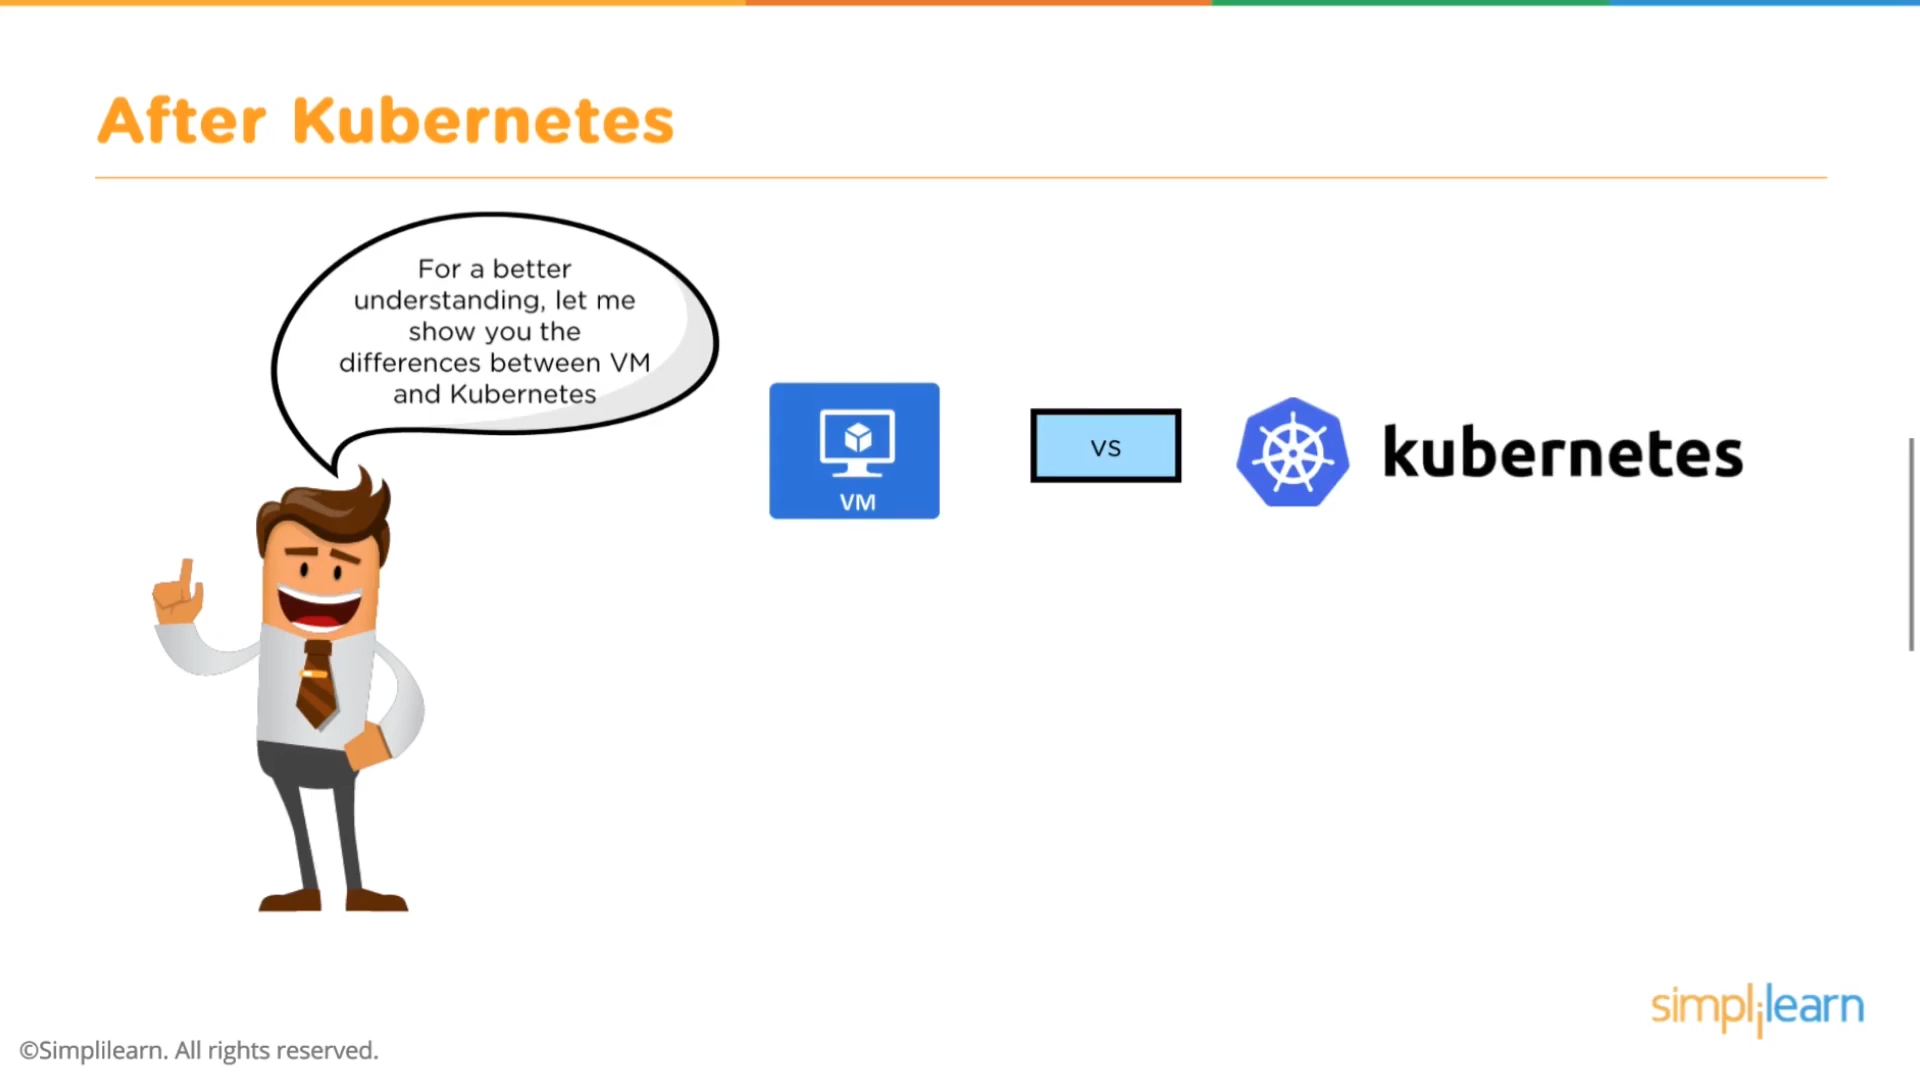 After Kubernetes
For a better
understanding, let me
show you the
differences between VM
and Kubernetes
VM
vs
kubernetes
simplilearn
©Simplilearn. All rights reserved.